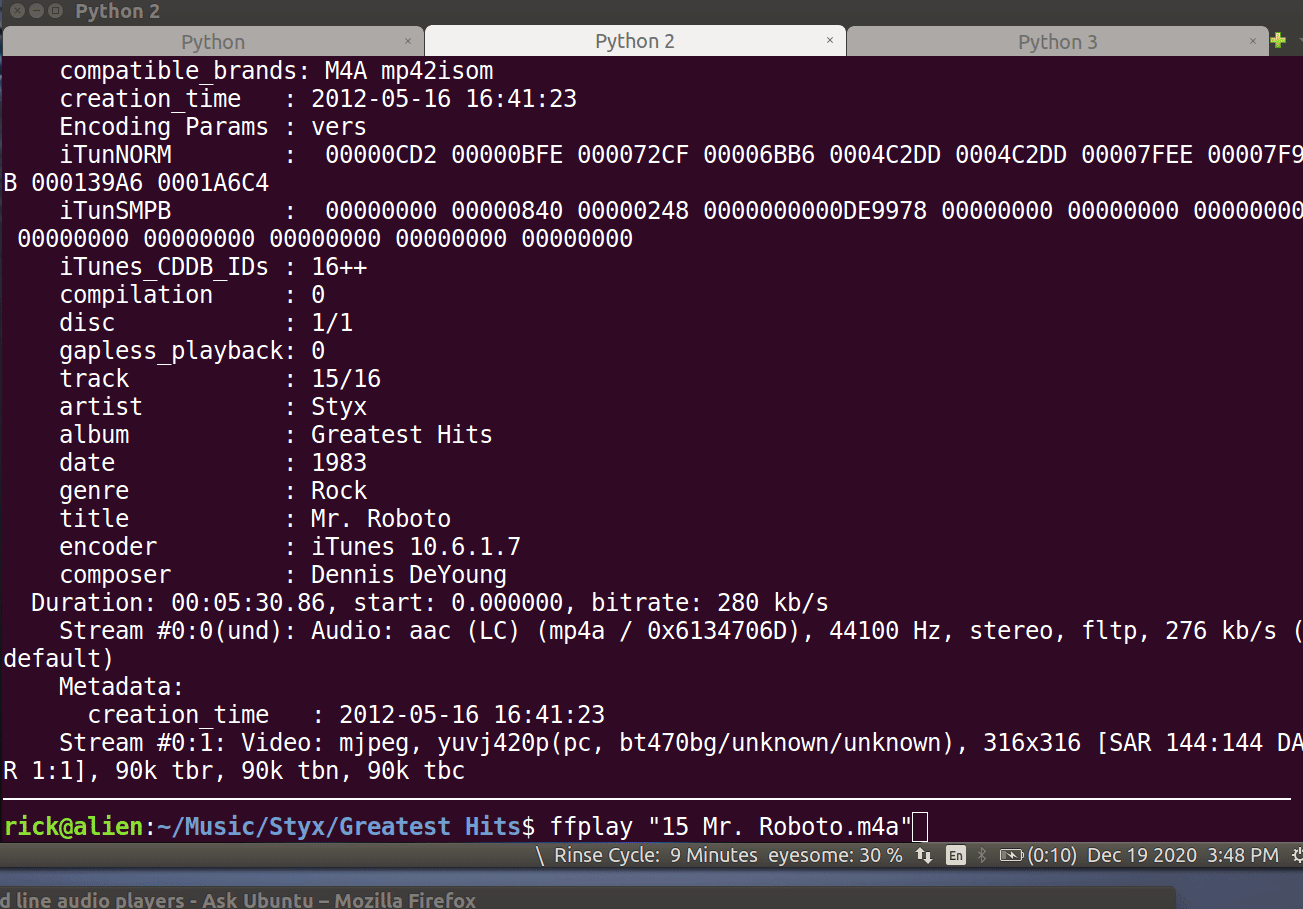 Python 2
Python × Python 2 × Python 3 ×
compatible_brands: M4A mp42isom
creation_time : 2012-05-16 16:41:23
Encoding Params : vers
iTunNORM : 00000CD2 00000BFE 000072CF 00006BB6 0004C2DD 0004C2DD 00007FEE 00007F9
B 000139A6 0001A6C4
iTunSMPB : 00000000 00000840 00000248 0000000000DE9978 00000000 00000000 00000000
00000000 00000000 00000000 00000000 00000000
iTunes_CDDB_IDs : 16++
compilation : 0
disc : 1/1
gapless_playback: 0
track : 15/16
artist : Styx
album : Greatest Hits
date : 1983
genre : Rock
title : Mr. Roboto
encoder : iTunes 10.6.1.7
composer : Dennis DeYoung
Duration: 00:05:30.86, start: 0.000000, bitrate: 280 kb/s
Stream #0:0(und): Audio: aac (LC) (mp4a / 0x6134706D), 44100 Hz, stereo, fltp, 276 kb/s (
default)
Metadata:
creation_time : 2012-05-16 16:41:23
Stream #0:1: Video: mjpeg, yuvj420p(pc, bt470bg/unknown/unknown), 316x316 [SAR 144:144 DA
R 1:1], 90k tbr, 90k tbn, 90k tbc
rick@alien:~/Music/Styx/Greatest Hits$ ffplay "15 Mr. Roboto.m4a"
\ Rinse Cycle: 9 Minutes eyesome: 30 % En (0:10) Dec 19 2020 3:48 PM
d line audio players - Ask Ubuntu – Mozilla Firefox